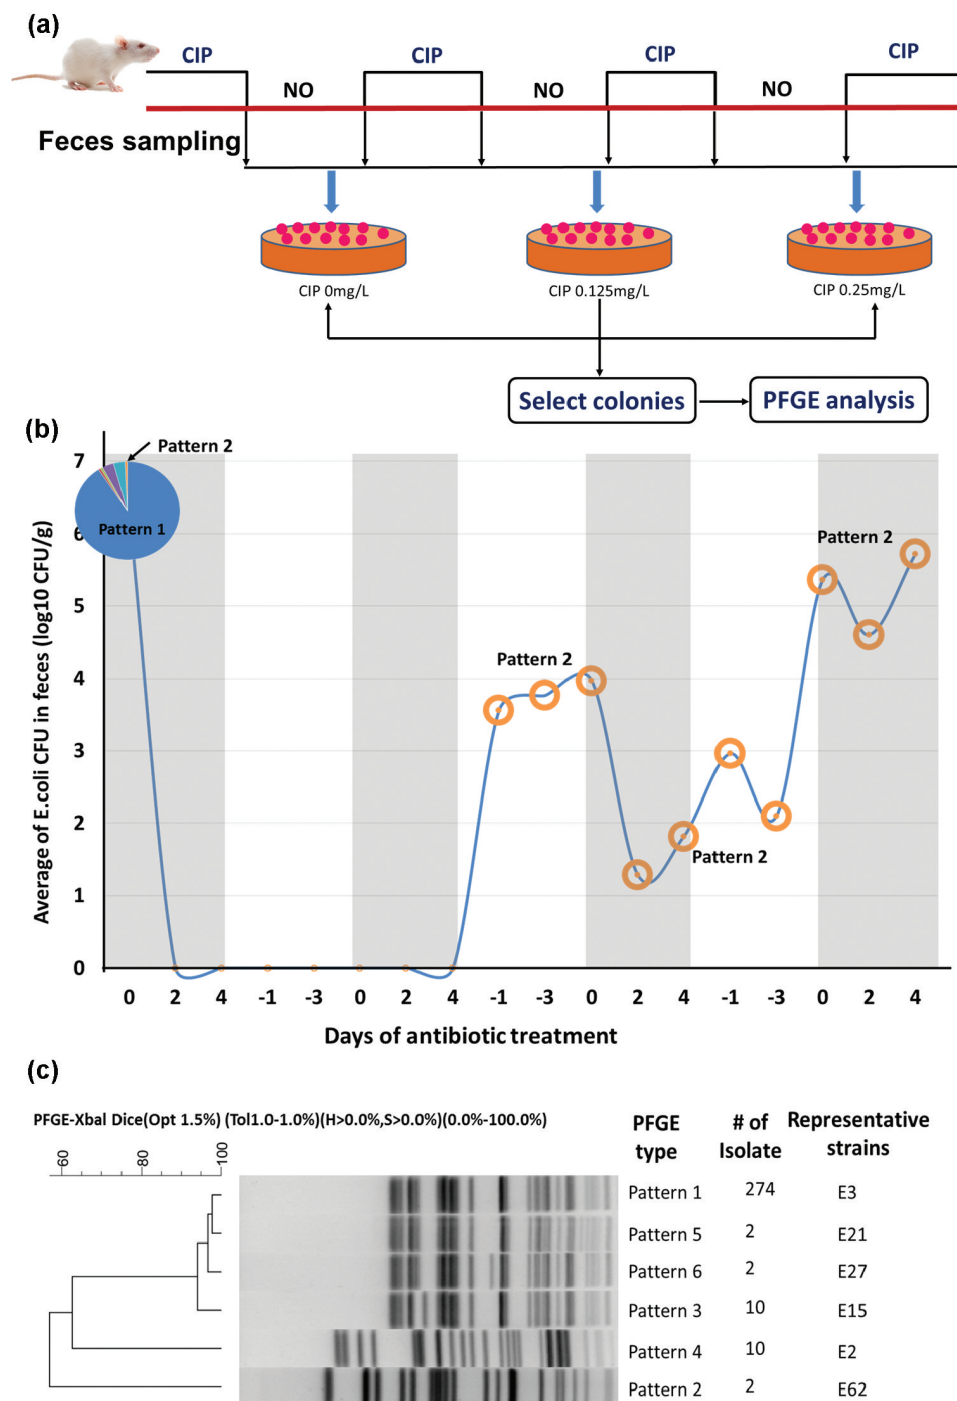 (a)
CIP
CIP
CIP
CIP
NO
NO
NO
Feces sampling
CIP 0mg/L
CIP 0.125mg/L
CIP 0.25mg/L
Select colonies
PFGE analysis
(b)
Pattern 2
Pattern 1
Pattern 2
Pattern 2
Pattern 2
Average of E.coli CFU in feces (log10 CFU/g)
7
6
5
4
3
2
1
0
0 2 4 -1 -3 0 2 4 -1 -3 0 2 4 -1 -3 0 2 4
Days of antibiotic treatment
(c)
PFGE-XbaI Dice(Opt 1.5%) (Tol1.0-1.0%)(H>0.0%,S>0.0%)(0.0%-100.0%)
60 80 100
PFGE type # of Isolate Representative strains
Pattern 1 274 E3
Pattern 5 2 E21
Pattern 6 2 E27
Pattern 3 10 E15
Pattern 4 10 E2
Pattern 2 2 E62